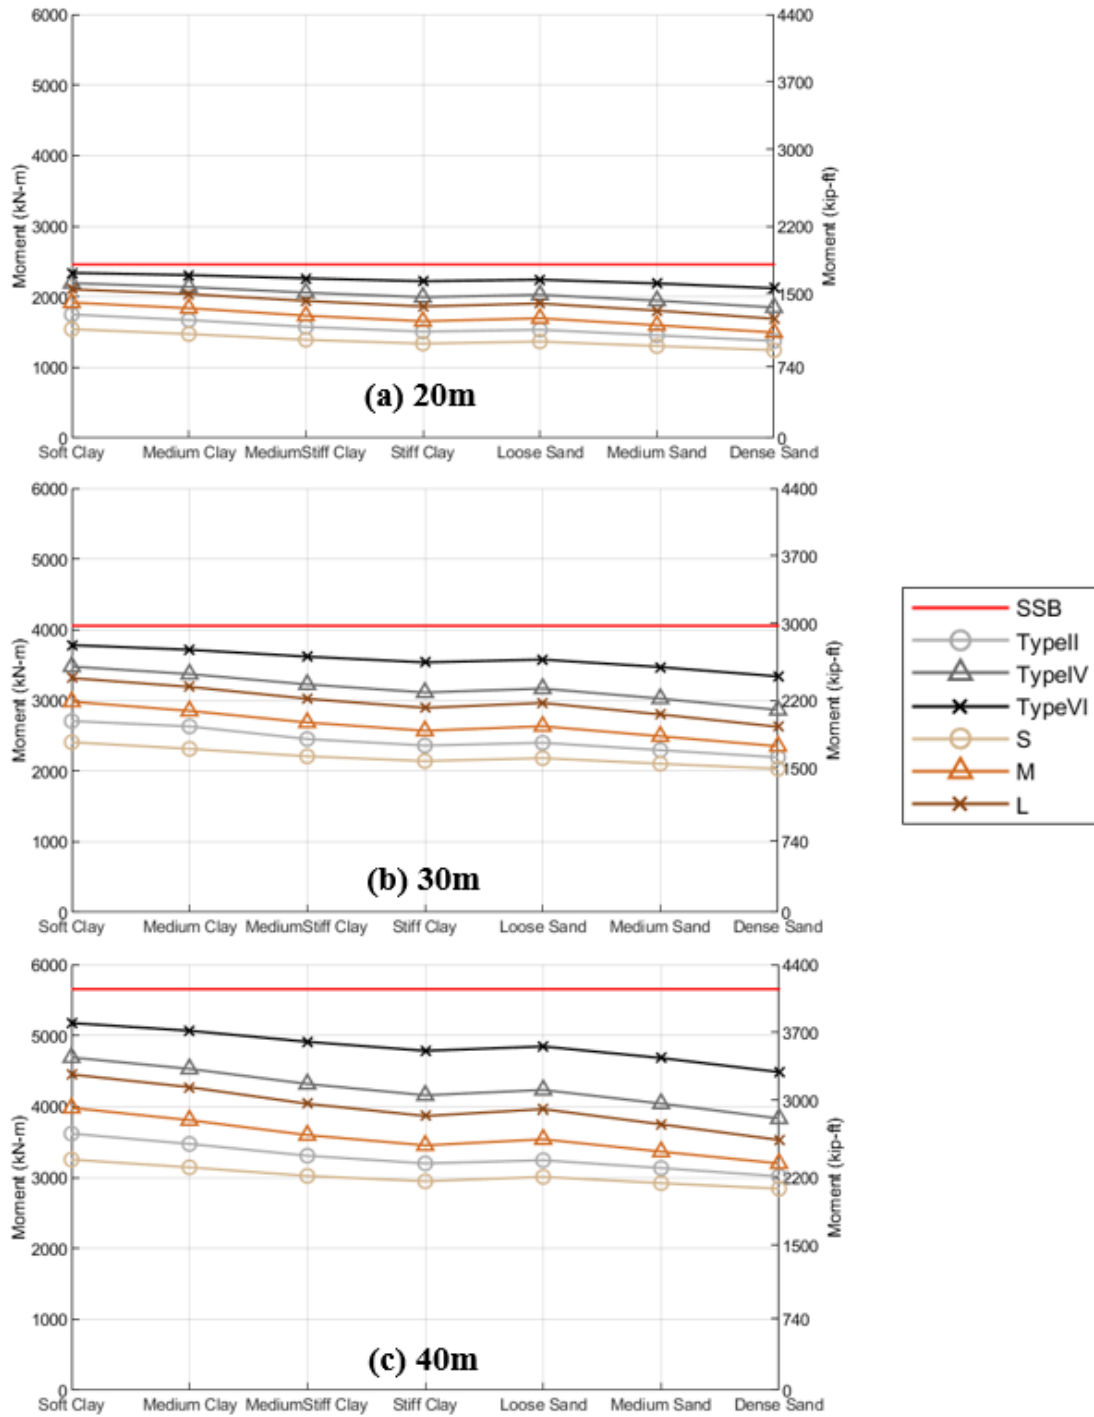 6000
5000
4000
3000
2000
1000
0
Moment (kN-m)
4400
3700
3000
2200
1500
740
0
Moment (kip-ft)
(a) 20m
Soft Clay Medium Clay MediumStiff Clay Stiff Clay Loose Sand Medium Sand Dense Sand
6000
5000
4000
3000
2000
1000
0
Moment (kN-m)
4400
3700
3000
2200
1500
740
0
Moment (kip-ft)
(b) 30m
Soft Clay Medium Clay MediumStiff Clay Stiff Clay Loose Sand Medium Sand Dense Sand
SSB
TypeII
TypeIV
TypeVI
S
M
L
6000
5000
4000
3000
2000
1000
0
Moment (kN-m)
4400
3700
3000
2200
1500
740
0
Moment (kip-ft)
(c) 40m
Soft Clay Medium Clay MediumStiff Clay Stiff Clay Loose Sand Medium Sand Dense Sand